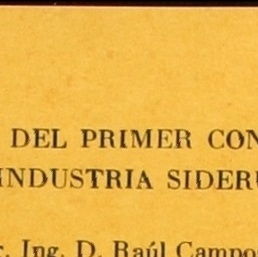 DEL PRIMER CON
INDUSTRIA SIDERU
r. Ing. D. Raúl Campo